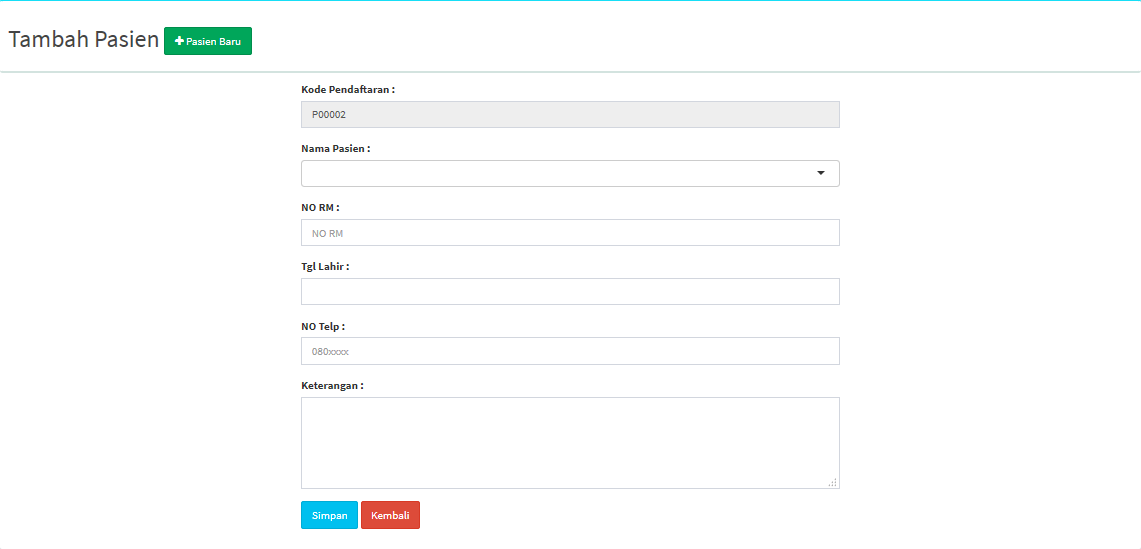 Tambah Pasien
Pasien Baru
Kode Pendaftaran :
P00002
Nama Pasien :
NO RM :
NO RM
Tgl Lahir :
NO Telp :
080xxxx
Keterangan :
Simpan
Kembali